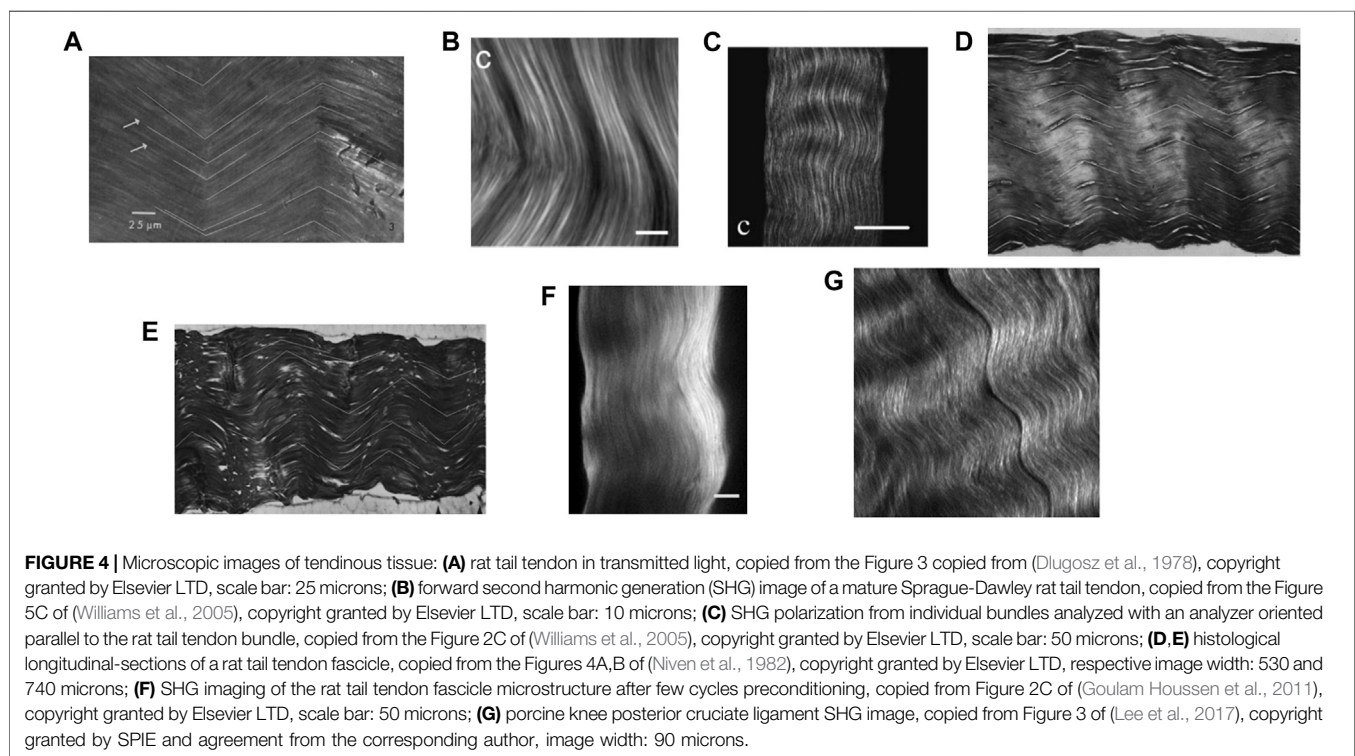 A
B
C
D
c
c
25 μm
3
E
F
G
FIGURE 4 | Microscopic images of tendinous tissue: (A) rat tail tendon in transmitted light, copied from the Figure 3 copied from (Dlugosz et al., 1978), copyright
granted by Elsevier LTD, scale bar: 25 microns; (B) forward second harmonic generation (SHG) image of a mature Sprague-Dawley rat tail tendon, copied from the Figure
5C of (Williams et al., 2005), copyright granted by Elsevier LTD, scale bar: 10 microns; (C) SHG polarization from individual bundles analyzed with an analyzer oriented
parallel to the rat tail tendon bundle, copied from the Figure 2C of (Williams et al., 2005), copyright granted by Elsevier LTD, scale bar: 50 microns; (D,E) histological
longitudinal-sections of a rat tail tendon fascicle, copied from the Figures 4A,B of (Niven et al., 1982), copyright granted by Elsevier LTD, respective image width: 530 and
740 microns; (F) SHG imaging of the rat tail tendon fascicle microstructure after few cycles preconditioning, copied from Figure 2C of (Goulam Houssen et al., 2011),
copyright granted by Elsevier LTD, scale bar: 50 microns; (G) porcine knee posterior cruciate ligament SHG image, copied from Figure 3 of (Lee et al., 2017), copyright
granted by SPIE and agreement from the corresponding author, image width: 90 microns.